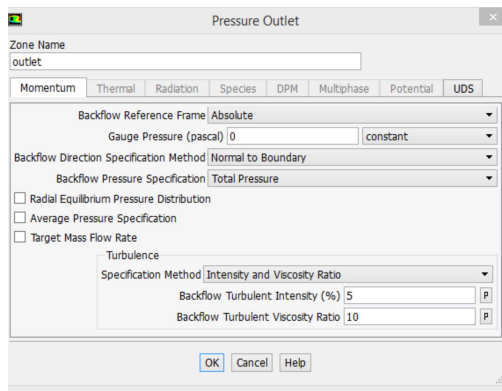 Pressure Outlet
Zone Name
outlet
Momentum Thermal Radiation Species DPM Multiphase Potential UDS
Backflow Reference Frame Absolute
Gauge Pressure (pascal) 0 constant
Backflow Direction Specification Method Normal to Boundary
Backflow Pressure Specification Total Pressure
Radial Equilibrium Pressure Distribution
Average Pressure Specification
Target Mass Flow Rate
Turbulence
Specification Method Intensity and Viscosity Ratio
Backflow Turbulent Intensity (%) 5 P
Backflow Turbulent Viscosity Ratio 10 P
OK Cancel Help